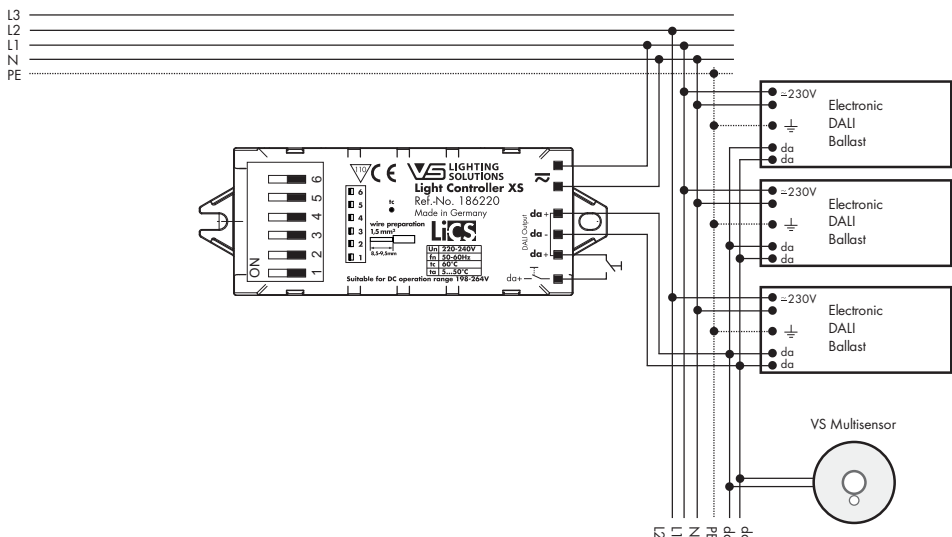 L3
L2
L1
N
PE
ON
1 2 3 4 5 6
110
CE
VS LIGHTING SOLUTIONS
Light Controller XS
Ref.-No. 186220
Made in Germany
LiCS
tc
wire preparation
1,5 mm²
8,5-9,5mm
6
5
4
3
2
1
Un 220-240V
fn 50-60Hz
tc 60°C
ta 5...50°C
Suitable for DC operation range 198-264V
DALI Output
da +
da -
da +
da+
~230V
Electronic
DALI
Ballast
da
da
~230V
Electronic
DALI
Ballast
da
da
~230V
Electronic
DALI
Ballast
da
da
VS Multisensor
L2
L1
N
PE
da
da